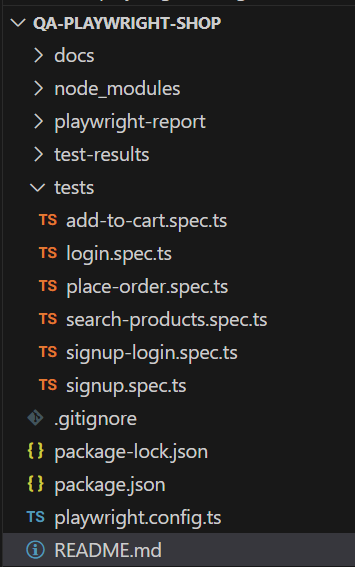 QA-PLAYWRIGHT-SHOP
docs
node_modules
playwright-report
test-results
tests
TS add-to-cart.spec.ts
TS login.spec.ts
TS place-order.spec.ts
TS search-products.spec.ts
TS signup-login.spec.ts
TS signup.spec.ts
.gitignore
{} package-lock.json
{} package.json
TS playwright.config.ts
README.md